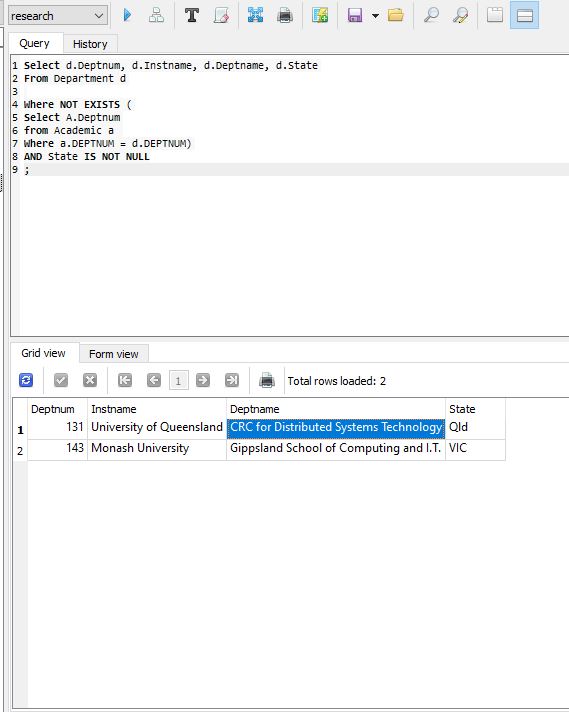 research
Query History
1 Select d.Deptnum, d.Instname, d.Deptname, d.State
2 From Department d
3
4 Where NOT EXISTS (
5 Select A.Deptnum
6 from Academic a
7 Where a.DEPTNUM = d.DEPTNUM)
8 AND State IS NOT NULL
9 ;
Grid view Form view
1 Total rows loaded: 2
Deptnum Instname Deptname State
1 131 University of Queensland CRC for Distributed Systems Technology Qld
2 143 Monash University Gippsland School of Computing and I.T. VIC